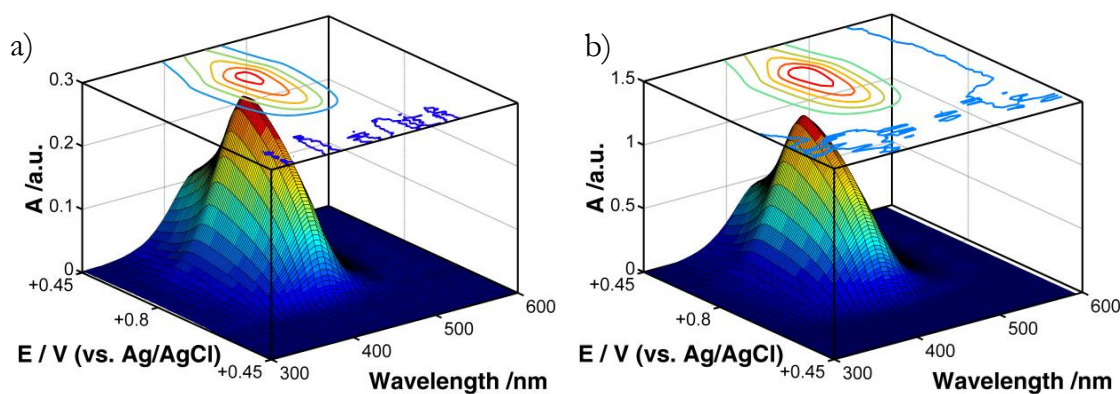 a)
0.3
0.2
0.1
0
A /a.u.
+0.45
+0.8
+0.45
E / V (vs. Ag/AgCl)
300
400
500
600
Wavelength /nm
b)
1.5
1
0.5
0
A /a.u.
+0.45
+0.8
+0.45
E / V (vs. Ag/AgCl)
300
400
500
600
Wavelength /nm